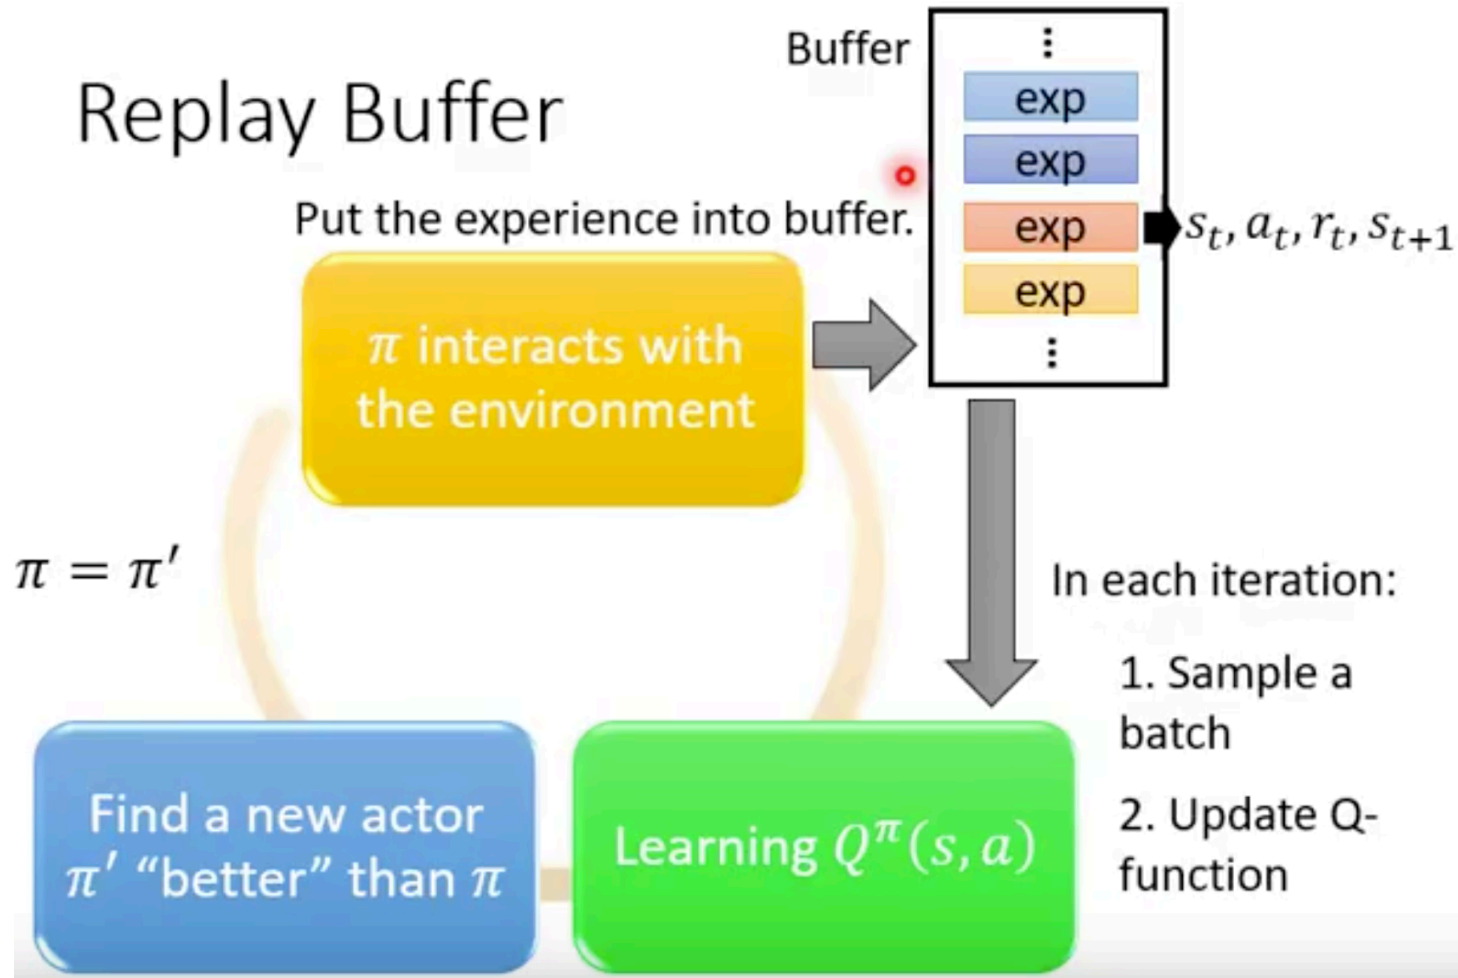 Buffer
⋮
Replay Buffer
exp
exp
Put the experience into buffer.
exp
s_t, a_t, r_t, s_{t+1}
exp
⋮
π interacts with
the environment
π = π′
In each iteration:
1. Sample a
batch
2. Update Q-
function
Find a new actor
π′ “better” than π
Learning Q^π(s, a)